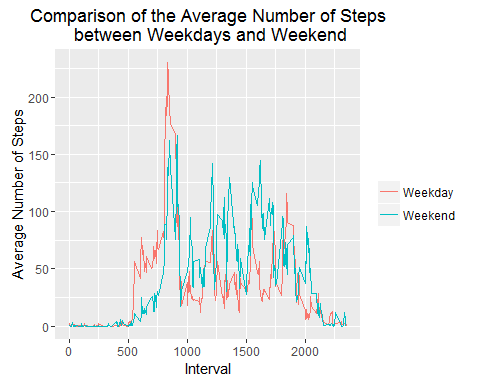 Comparison of the Average Number of Steps
between Weekdays and Weekend
Average Number of Steps
200
150
100
50
0
0
500
1000
1500
2000
Interval
Weekday
Weekend